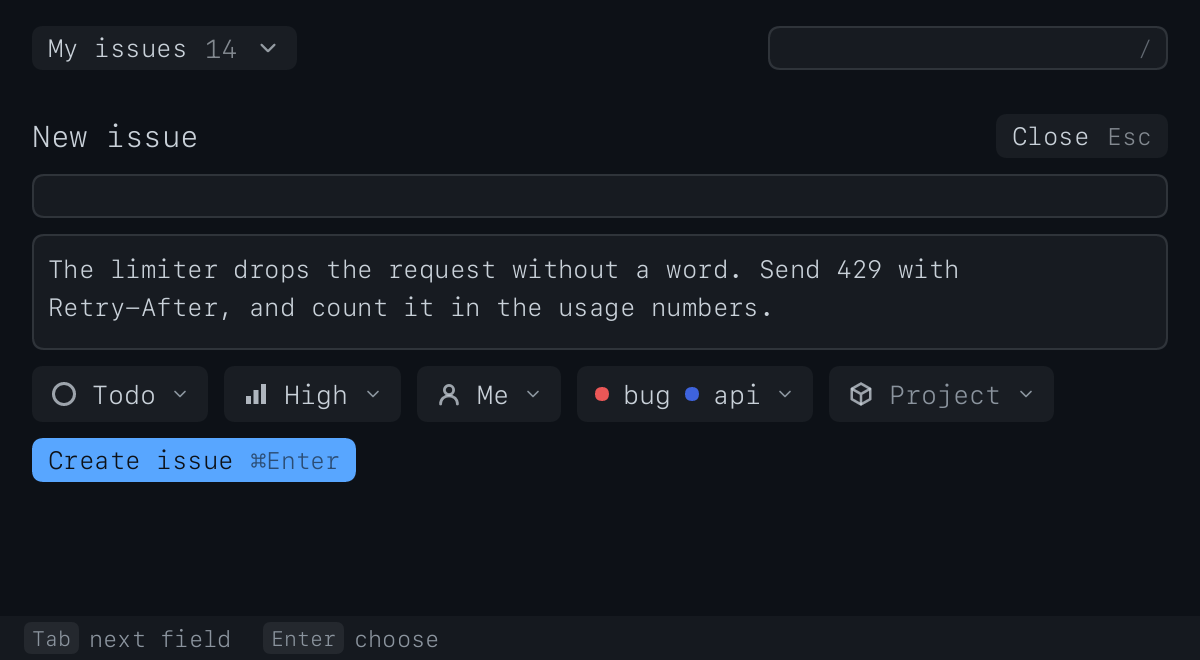 My issues 14
/
New issue
Close Esc
The limiter drops the request without a word. Send 429 with
Retry-After, and count it in the usage numbers.
Todo High Me bug api Project
Create issue ⌘Enter
Tab next field Enter choose